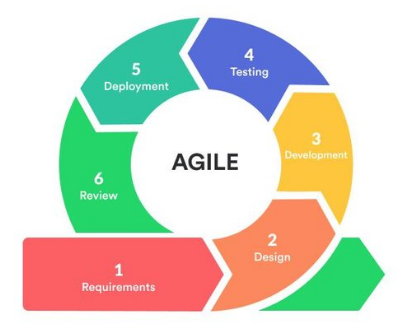 AGILE
1
Requirements
2
Design
3
Development
4
Testing
5
Deployment
6
Review